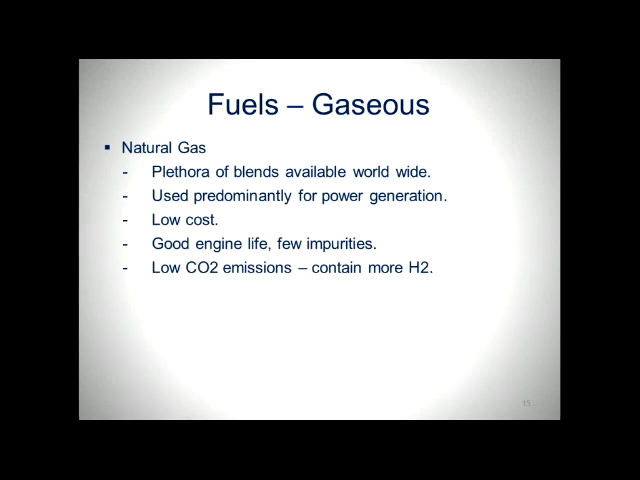 Fuels – Gaseous
▪ Natural Gas
- Plethora of blends available world wide.
- Used predominantly for power generation.
- Low cost.
- Good engine life, few impurities.
- Low CO2 emissions – contain more H2.
15